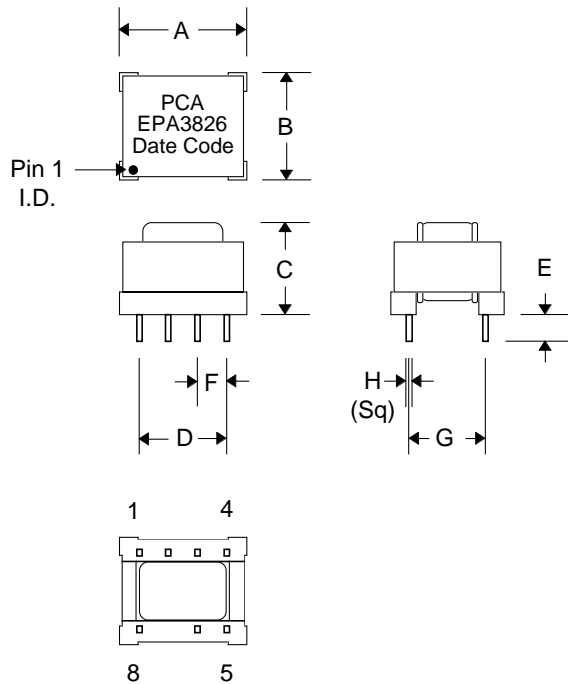 A
PCA
EPA3826
Date Code
B
Pin 1
I.D.
C
E
F
H
(Sq)
D
G
1 4
8 5